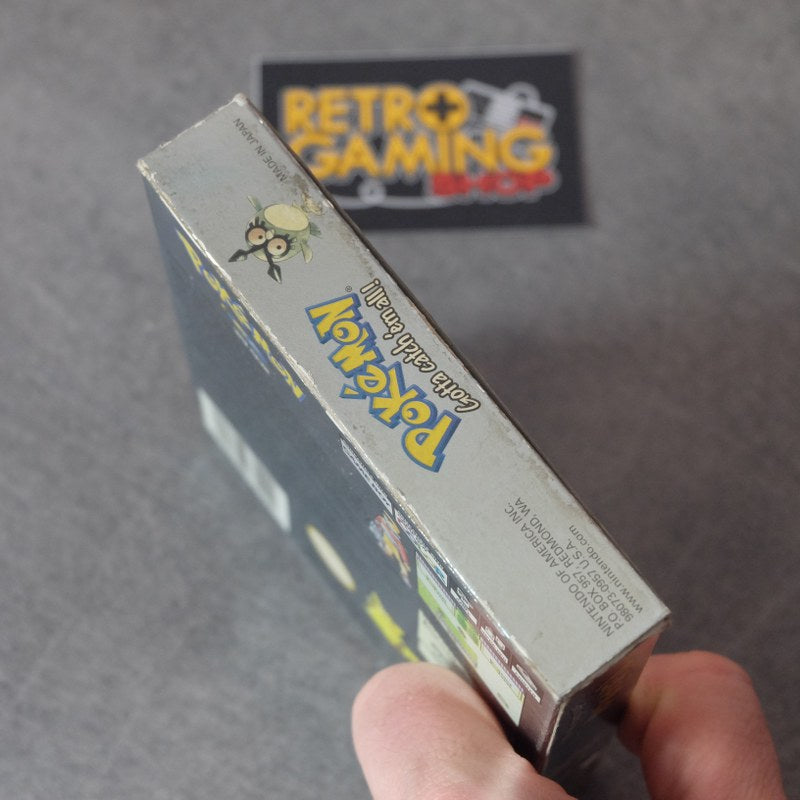 RETRO
GAMING
SHOP
MADE IN JAPAN
POKéMON®
Gotta catch 'em all!
NINTENDO OF AMERICA INC.
P.O. BOX 957 REDMOND, WA
98073-0957 U.S.A.
www.nintendo.com